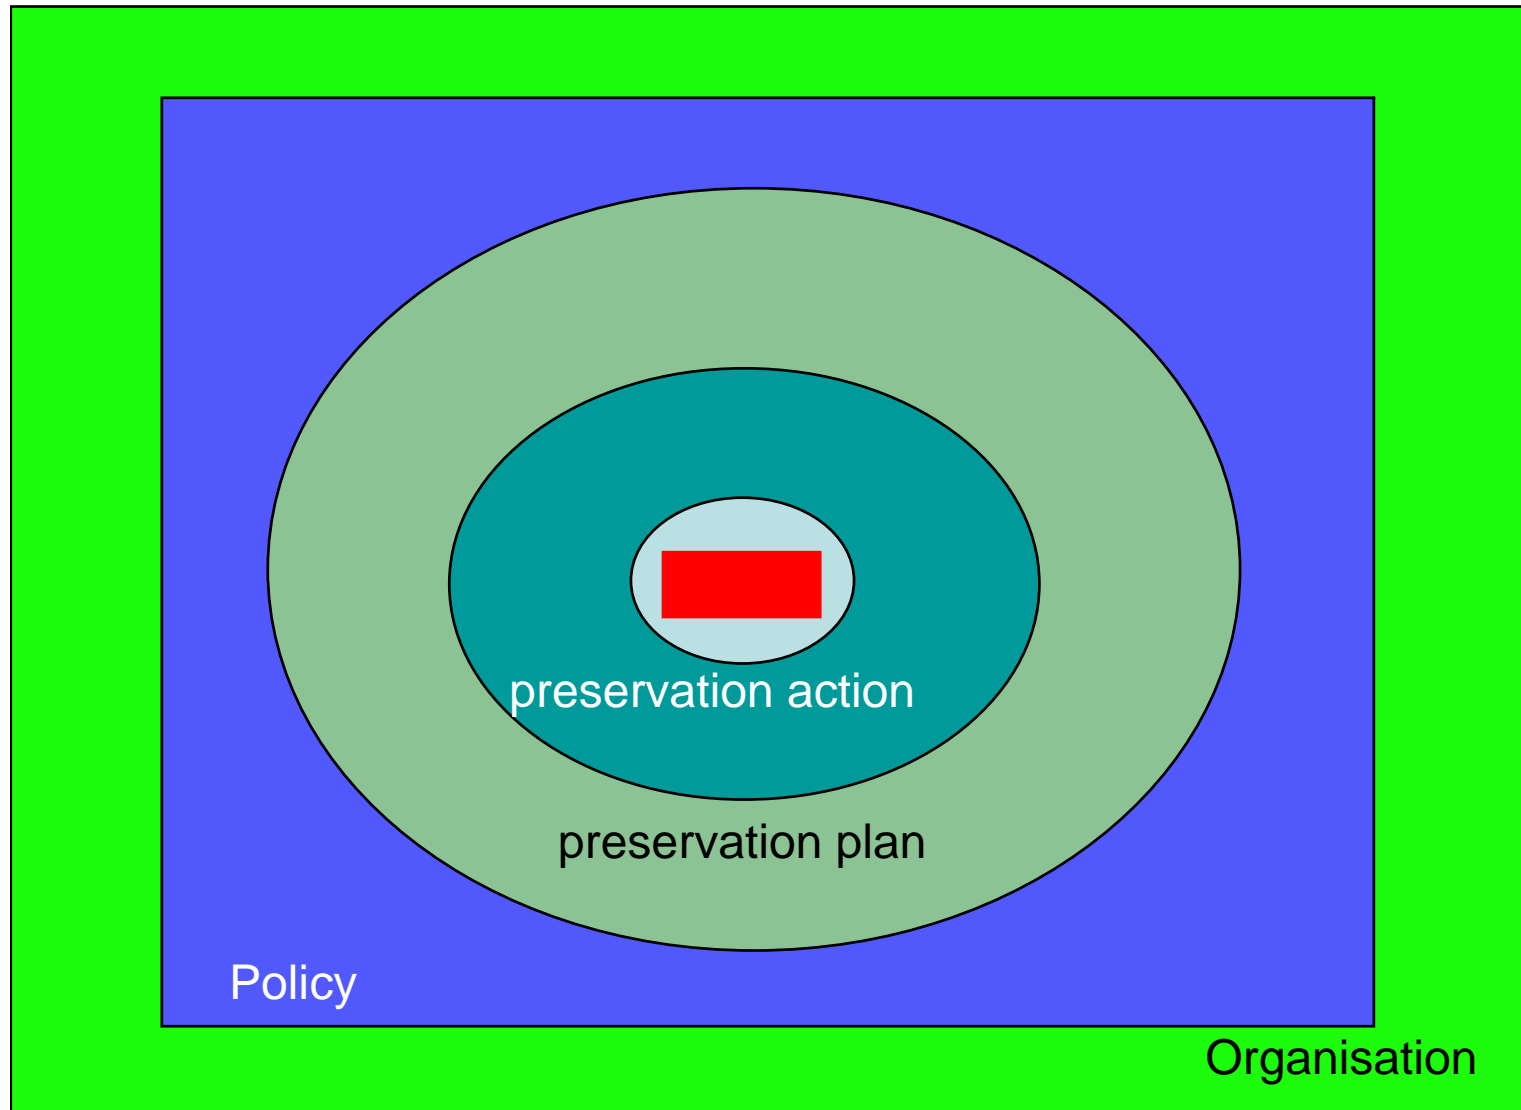 preservation action
preservation plan
Policy
Organisation